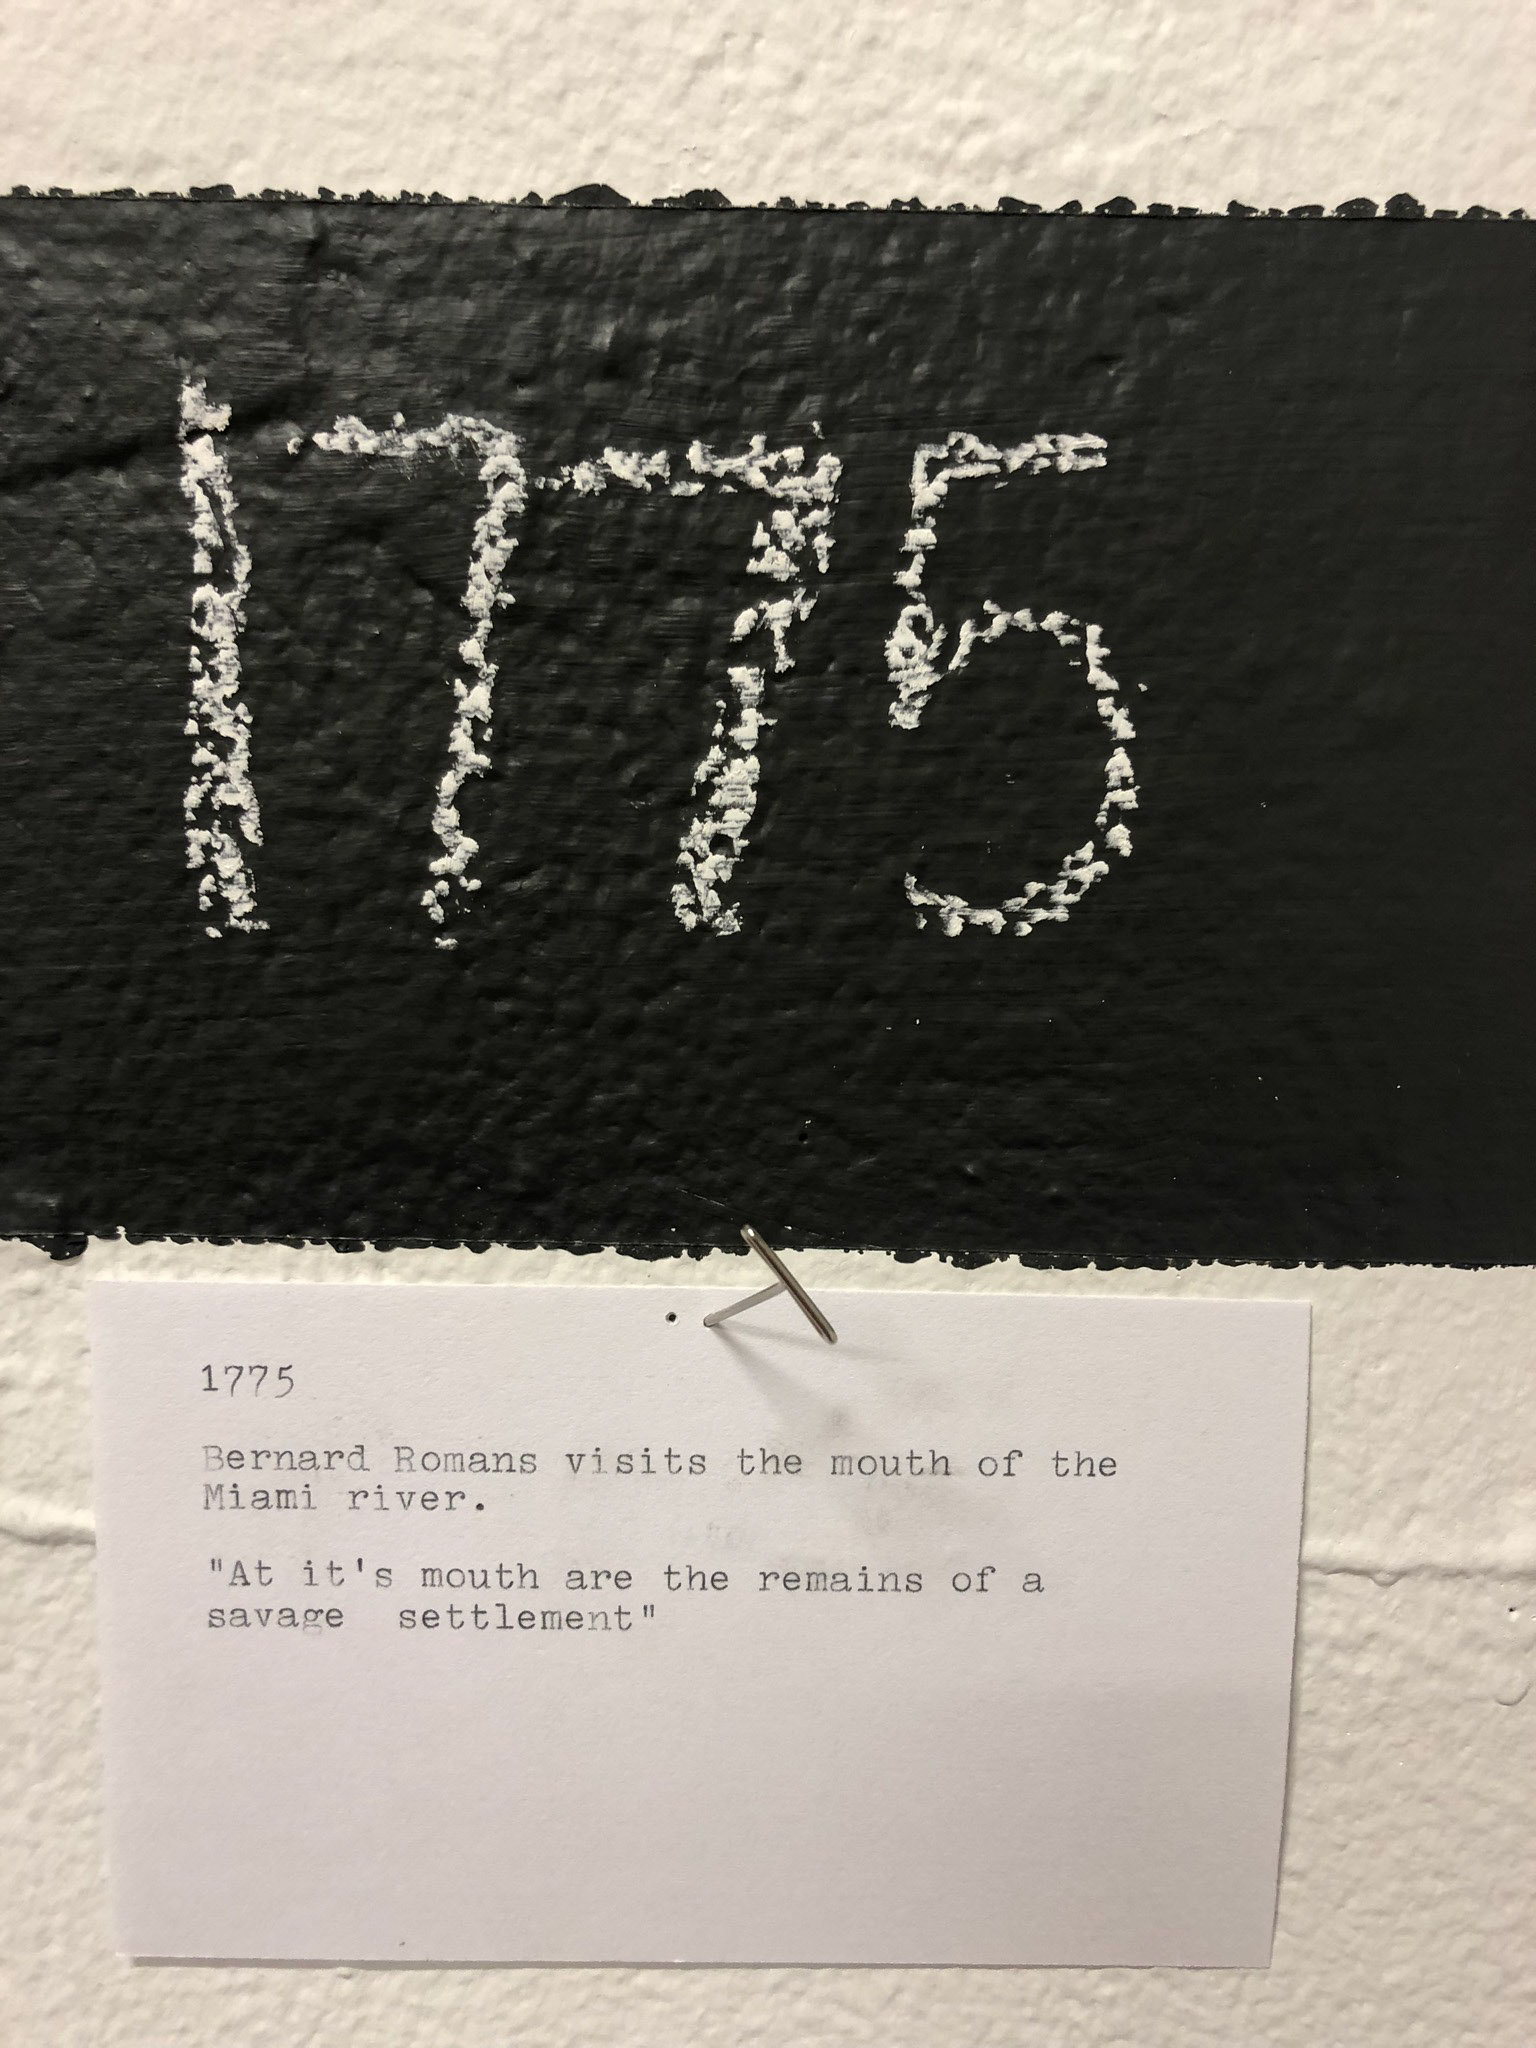 1775
1775
Bernard Romans visits the mouth of the
Miami river.
"At it's mouth are the remains of a
savage  settlement"